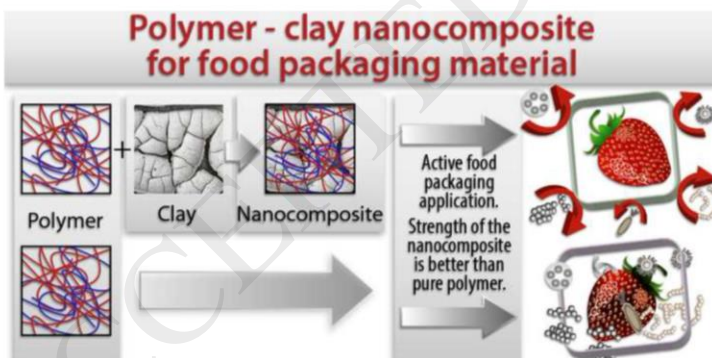 Polymer - clay nanocomposite
for food packaging material
+
Polymer
Clay
Nanocomposite
Active food
packaging
application.
Strength of the
nanocomposite
is better than
pure polymer.